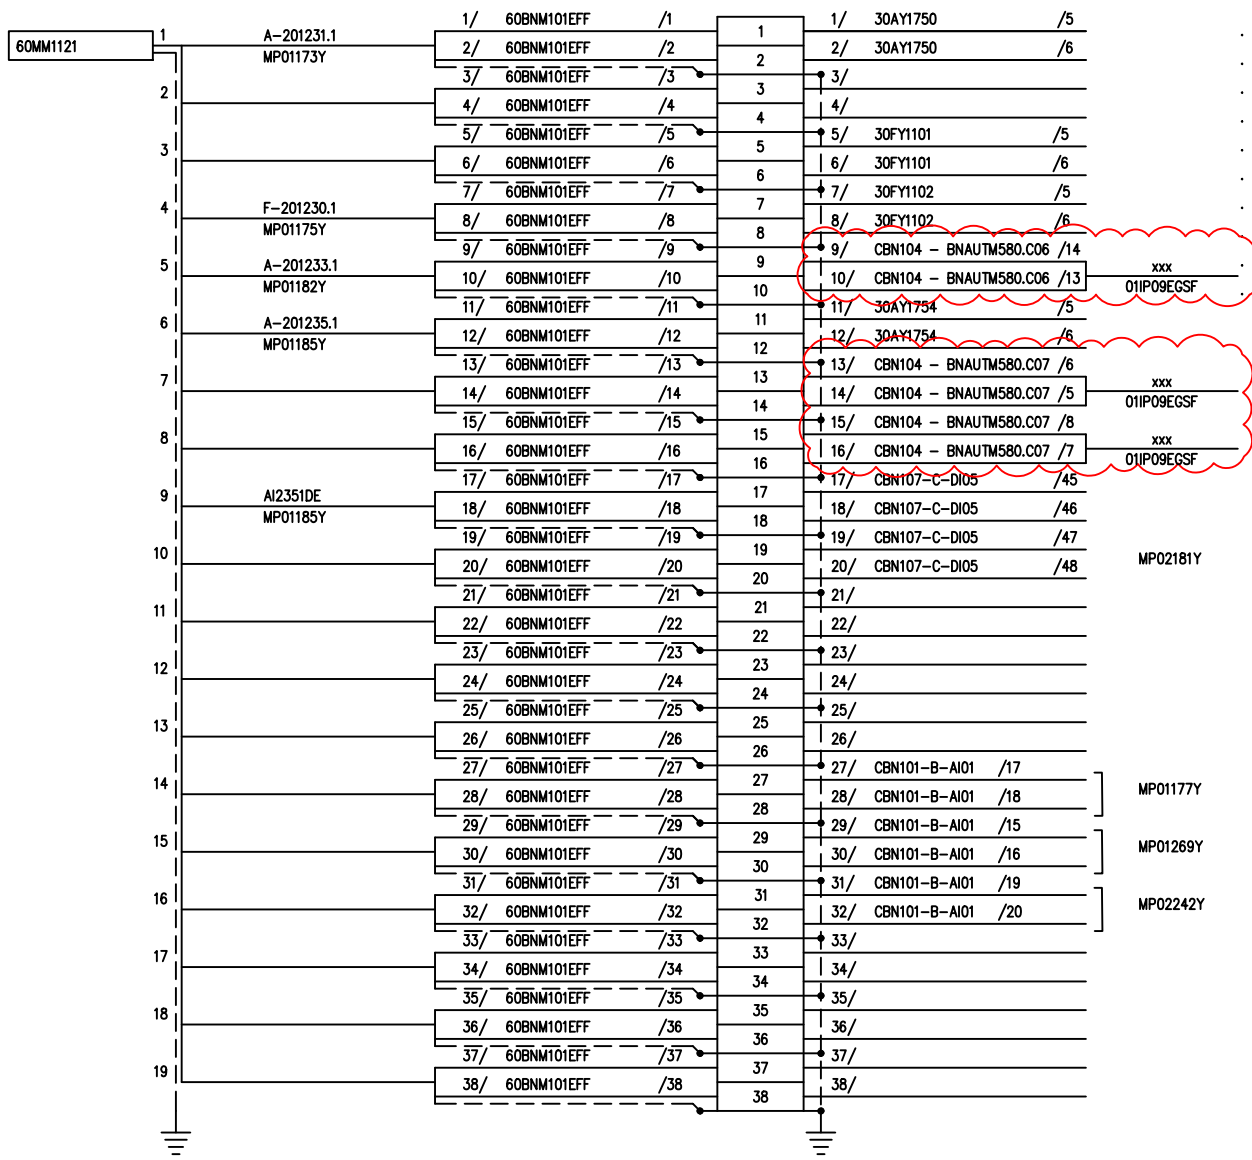 60MM1121
1 A-201231.1
MP01173Y
1/ 60BNM101EFF /1 1 1/ 30AY1750 /5
2/ 60BNM101EFF /2 2 2/ 30AY1750 /6
2
3/ 60BNM101EFF /3 3 3/
4/ 60BNM101EFF /4 4 4/
3
5/ 60BNM101EFF /5 5 5/ 30FY1101 /5
6/ 60BNM101EFF /6 6 6/ 30FY1101 /6
4 F-201230.1
MP01175Y
7/ 60BNM101EFF /7 7 7/ 30FY1102 /5
8/ 60BNM101EFF /8 8 8/ 30FY1102 /6
5 A-201233.1
MP01182Y
9/ 60BNM101EFF /9 9 9/ CBN104 - BNAUTM580.C06 /14
10/ 60BNM101EFF /10 10 10/ CBN104 - BNAUTM580.C06 /13
xxx
01IP09EGSF
6 A-201235.1
MP01185Y
11/ 60BNM101EFF /11 11 11/ 30AY1754 /5
12/ 60BNM101EFF /12 12 12/ 30AY1754 /6
7
13/ 60BNM101EFF /13 13 13/ CBN104 - BNAUTM580.C07 /6
14/ 60BNM101EFF /14 14 14/ CBN104 - BNAUTM580.C07 /5
xxx
01IP09EGSF
8
15/ 60BNM101EFF /15 15 15/ CBN104 - BNAUTM580.C07 /8
16/ 60BNM101EFF /16 16 16/ CBN104 - BNAUTM580.C07 /7
xxx
01IP09EGSF
9 AI2351DE
MP01185Y
17/ 60BNM101EFF /17 17 17/ CBN107-C-DI05 /45
18/ 60BNM101EFF /18 18 18/ CBN107-C-DI05 /46
10
19/ 60BNM101EFF /19 19 19/ CBN107-C-DI05 /47
20/ 60BNM101EFF /20 20 20/ CBN107-C-DI05 /48
MP02181Y
11
21/ 60BNM101EFF /21 21 21/
22/ 60BNM101EFF /22 22 22/
12
23/ 60BNM101EFF /23 23 23/
24/ 60BNM101EFF /24 24 24/
13
25/ 60BNM101EFF /25 25 25/
26/ 60BNM101EFF /26 26 26/
14
27/ 60BNM101EFF /27 27 27/ CBN101-B-AI01 /17
28/ 60BNM101EFF /28 28 28/ CBN101-B-AI01 /18
MP01177Y
15
29/ 60BNM101EFF /29 29 29/ CBN101-B-AI01 /15
30/ 60BNM101EFF /30 30 30/ CBN101-B-AI01 /16
MP01269Y
16
31/ 60BNM101EFF /31 31 31/ CBN101-B-AI01 /19
32/ 60BNM101EFF /32 32 32/ CBN101-B-AI01 /20
MP02242Y
17
33/ 60BNM101EFF /33 33 33/
34/ 60BNM101EFF /34 34 34/
18
35/ 60BNM101EFF /35 35 35/
36/ 60BNM101EFF /36 36 36/
19
37/ 60BNM101EFF /37 37 37/
38/ 60BNM101EFF /38 38 38/